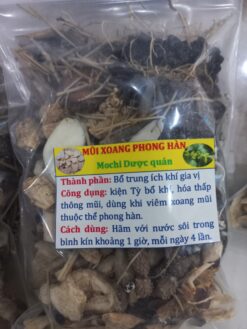 MŨI XOANG PHONG HÀN
Mochi Dược quán
Thành phần: Bổ trung ích khí gia vị
Công dụng: kiện Tỳ bổ khí, hóa thấp
thông mũi, dùng khi viêm xoang mũi
thuộc thể phong hàn.
Cách dùng: Hãm với nước sôi trong
bình kín khoảng 1 giờ, mỗi ngày 4 lần.